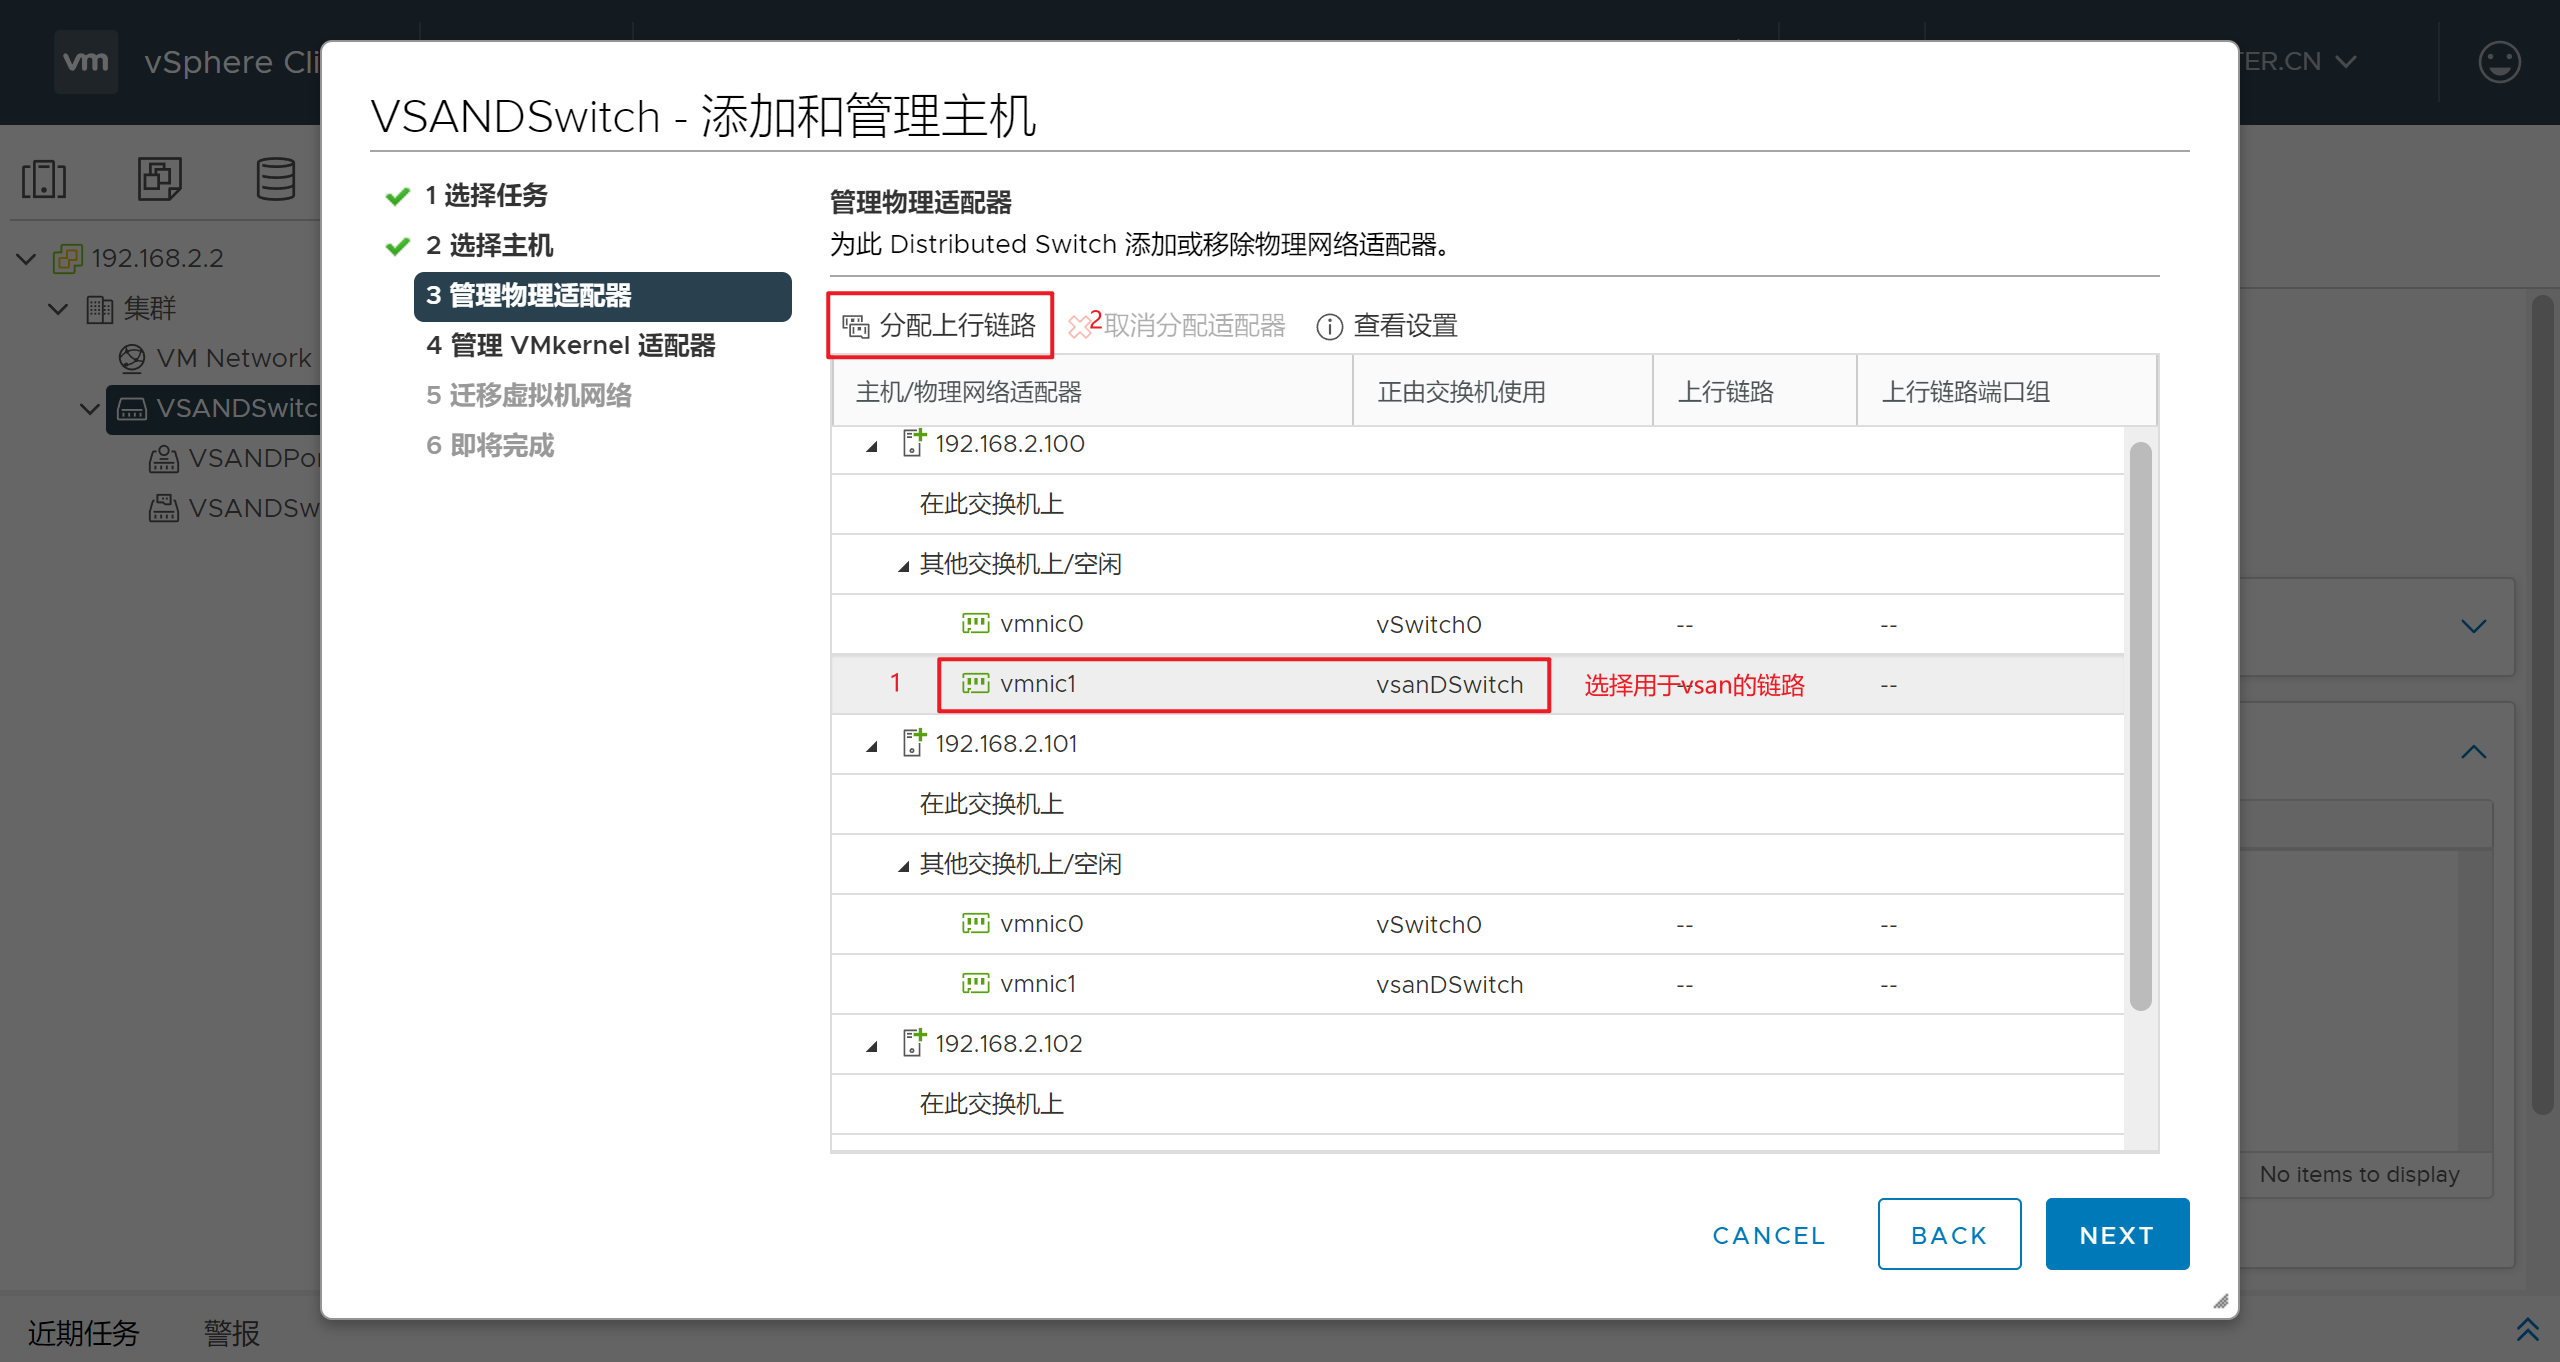 vm vSphere Cli
TER.CN
VSANDSwitch - 添加和管理主机
192.168.2.2
集群
VM Network
VSANDSwitc
VSANDPo
VSANDSw
1 选择任务
2 选择主机
3 管理物理适配器
4 管理 VMkernel 适配器
5 迁移虚拟机网络
6 即将完成
管理物理适配器
为此 Distributed Switch 添加或移除物理网络适配器。
分配上行链路 2 取消分配适配器 查看设置
主机/物理网络适配器 正由交换机使用 上行链路 上行链路端口组
192.168.2.100
在此交换机上
其他交换机上/空闲
vmnic0 vSwitch0 -- --
1 vmnic1 vsanDSwitch 选择用于vsan的链路 --
192.168.2.101
在此交换机上
其他交换机上/空闲
vmnic0 vSwitch0 -- --
vmnic1 vsanDSwitch -- --
192.168.2.102
在此交换机上
No items to display
CANCEL BACK NEXT
近期任务 警报